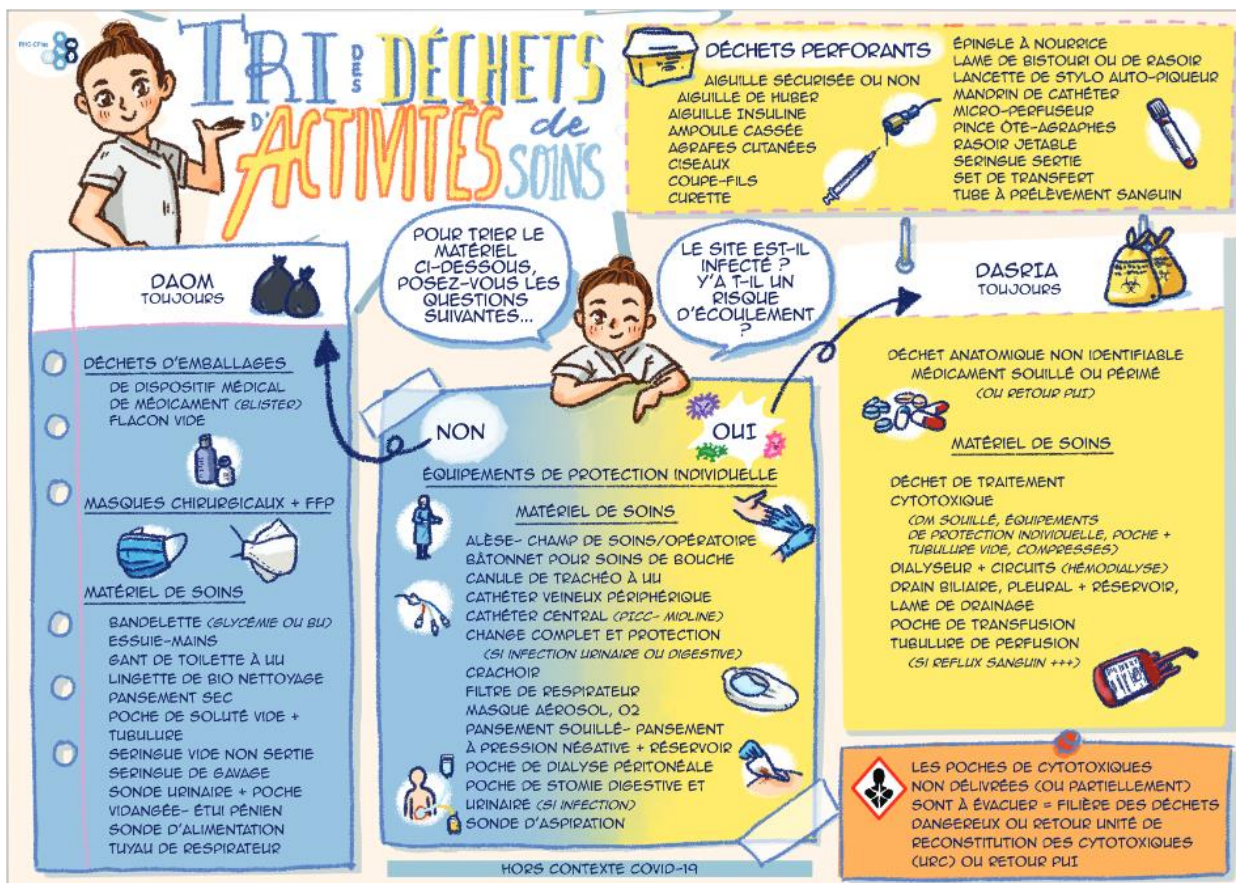 RHC-CPias
TRI DES DÉCHETS
D'ACTIVITÉS de
SOINS
DÉCHETS PERFORANTS
AIGUILLE SÉCURISÉE OU NON
AIGUILLE DE HUBER
AIGUILLE INSULINE
AMPOULE CASSÉE
AGRAFES CUTANÉES
CISEAUX
COUPE-FILS
CURETTE
ÉPINGLE À NOURRICE
LAME DE BISTOURI OU DE RASOIR
LANCETTE DE STYLO AUTO-PIQUEUR
MANDRIN DE CATHÉTER
MICRO-PERFUSEUR
PINCE ÔTE-AGRAPHES
RASOIR JETABLE
SERINGUE SERTIE
SET DE TRANSFERT
TUBE À PRÉLÈVEMENT SANGUIN
POUR TRIER LE
MATÉRIEL
CI-DESSOUS,
POSEZ-VOUS LES
QUESTIONS
SUIVANTES...
LE SITE EST-IL
INFECTÉ ?
Y'A T-IL UN
RISQUE
D'ÉCOULEMENT
?
DAOM
TOUJOURS
DÉCHETS D'EMBALLAGES
DE DISPOSITIF MÉDICAL
DE MÉDICAMENT (BLISTER)
FLACON VIDE
MASQUES CHIRURGICAUX + FFP
MATÉRIEL DE SOINS
BANDELETTE (GLYCÉMIE OU BU)
ESSUIE-MAINS
GANT DE TOILETTE À UU
LINGETTE DE BIO NETTOYAGE
PANSEMENT SEC
POCHE DE SOLUTÉ VIDE +
TUBULURE
SERINGUE VIDE NON SERTIE
SERINGUE DE GAVAGE
SONDE URINAIRE + POCHE
VIDANGÉE- ÉTUI PÉNIEN
SONDE D'ALIMENTATION
TUYAU DE RESPIRATEUR
NON
OUI
ÉQUIPEMENTS DE PROTECTION INDIVIDUELLE
MATÉRIEL DE SOINS
ALÈSE- CHAMP DE SOINS/OPÉRATOIRE
BÂTONNET POUR SOINS DE BOUCHE
CANULE DE TRACHÉO À UU
CATHÉTER VEINEUX PÉRIPHÉRIQUE
CATHÉTER CENTRAL (PICC- MIDLINE)
CHANGE COMPLET ET PROTECTION
(SI INFECTION URINAIRE OU DIGESTIVE)
CRACHOIR
FILTRE DE RESPIRATEUR
MASQUE AÉROSOL, O2
PANSEMENT SOUILLÉ- PANSEMENT
À PRESSION NÉGATIVE + RÉSERVOIR
POCHE DE DIALYSE PÉRITONÉALE
POCHE DE STOMIE DIGESTIVE ET
URINAIRE (SI INFECTION)
SONDE D'ASPIRATION
HORS CONTEXTE COVID-19
DASRIA
TOUJOURS
DÉCHET ANATOMIQUE NON IDENTIFIABLE
MÉDICAMENT SOUILLÉ OU PÉRIMÉ
(OU RETOUR PUI)
MATÉRIEL DE SOINS
DÉCHET DE TRAITEMENT
CYTOTOXIQUE
(DM SOUILLÉ, ÉQUIPEMENTS
DE PROTECTION INDIVIDUELLE, POCHE +
TUBULURE VIDE, COMPRESSES)
DIALYSEUR + CIRCUITS (HÉMODIALYSE)
DRAIN BILIAIRE, PLEURAL + RÉSERVOIR,
LAME DE DRAINAGE
POCHE DE TRANSFUSION
TUBULURE DE PERFUSION
(SI REFLUX SANGUIN +++)
LES POCHES DE CYTOTOXIQUES
NON DÉLIVRÉES (OU PARTIELLEMENT)
SONT À ÉVACUER = FILIÈRE DES DÉCHETS
DANGEREUX OU RETOUR UNITÉ DE
RECONSTITUTION DES CYTOTOXIQUES
(URC) OU RETOUR PUI